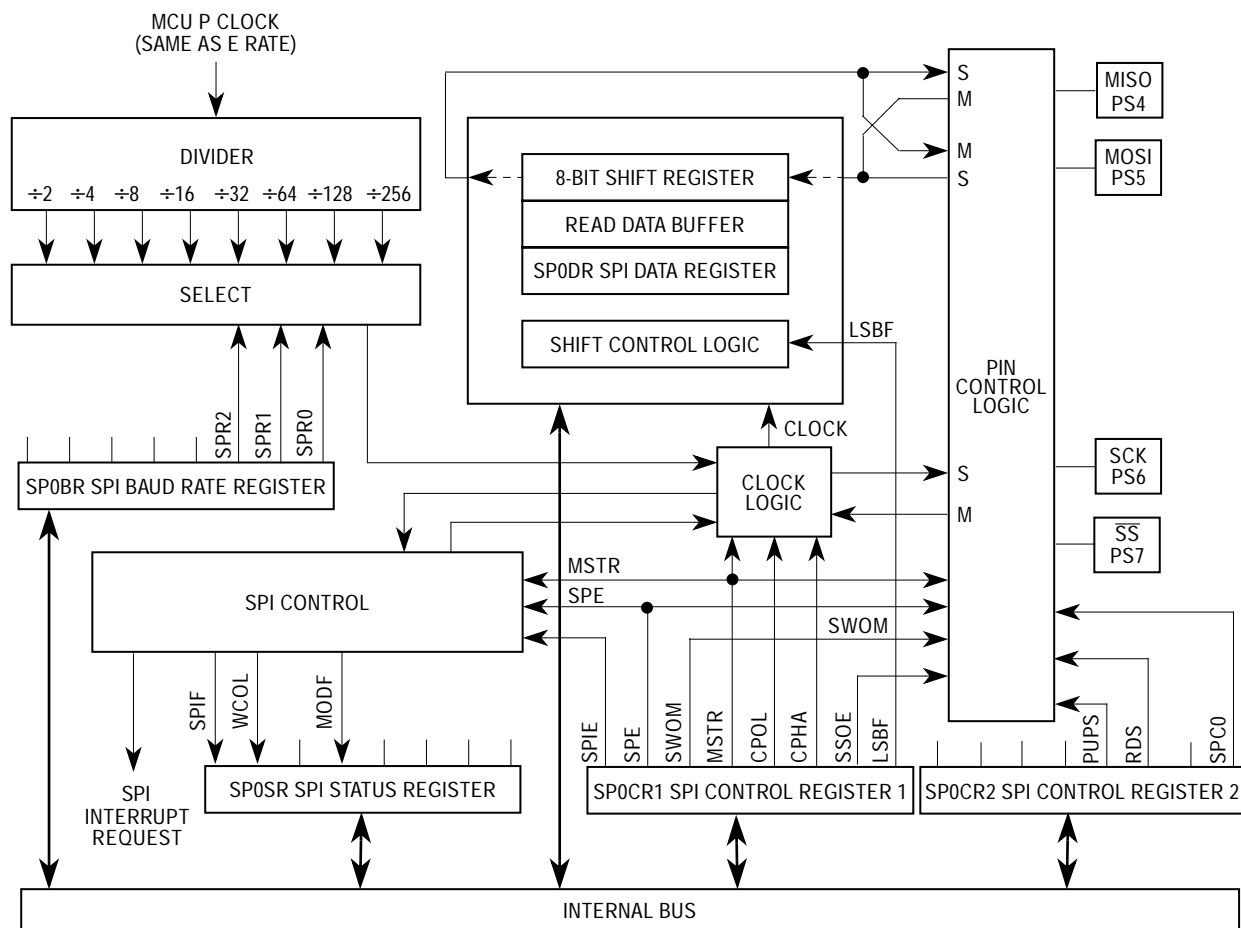 MCU P CLOCK
(SAME AS E RATE)
DIVIDER
÷2 ÷4 ÷8 ÷16 ÷32 ÷64 ÷128 ÷256
SELECT
SPR2
SPR1
SPR0
SP0BR SPI BAUD RATE REGISTER
8-BIT SHIFT REGISTER
READ DATA BUFFER
SP0DR SPI DATA REGISTER
SHIFT CONTROL LOGIC
LSBF
CLOCK
CLOCK
LOGIC
S
M
M
S
S
M
PIN
CONTROL
LOGIC
MISO
PS4
MOSI
PS5
SCK
PS6
SS
PS7
SPI CONTROL
MSTR
SPE
SWOM
SPIF
WCOL
MODF
SPI
INTERRUPT
REQUEST
SP0SR SPI STATUS REGISTER
SPIE
SPE
SWOM
MSTR
CPOL
CPHA
SSOE
LSBF
SP0CR1 SPI CONTROL REGISTER 1
PUPS
RDS
SPC0
SP0CR2 SPI CONTROL REGISTER 2
INTERNAL BUS